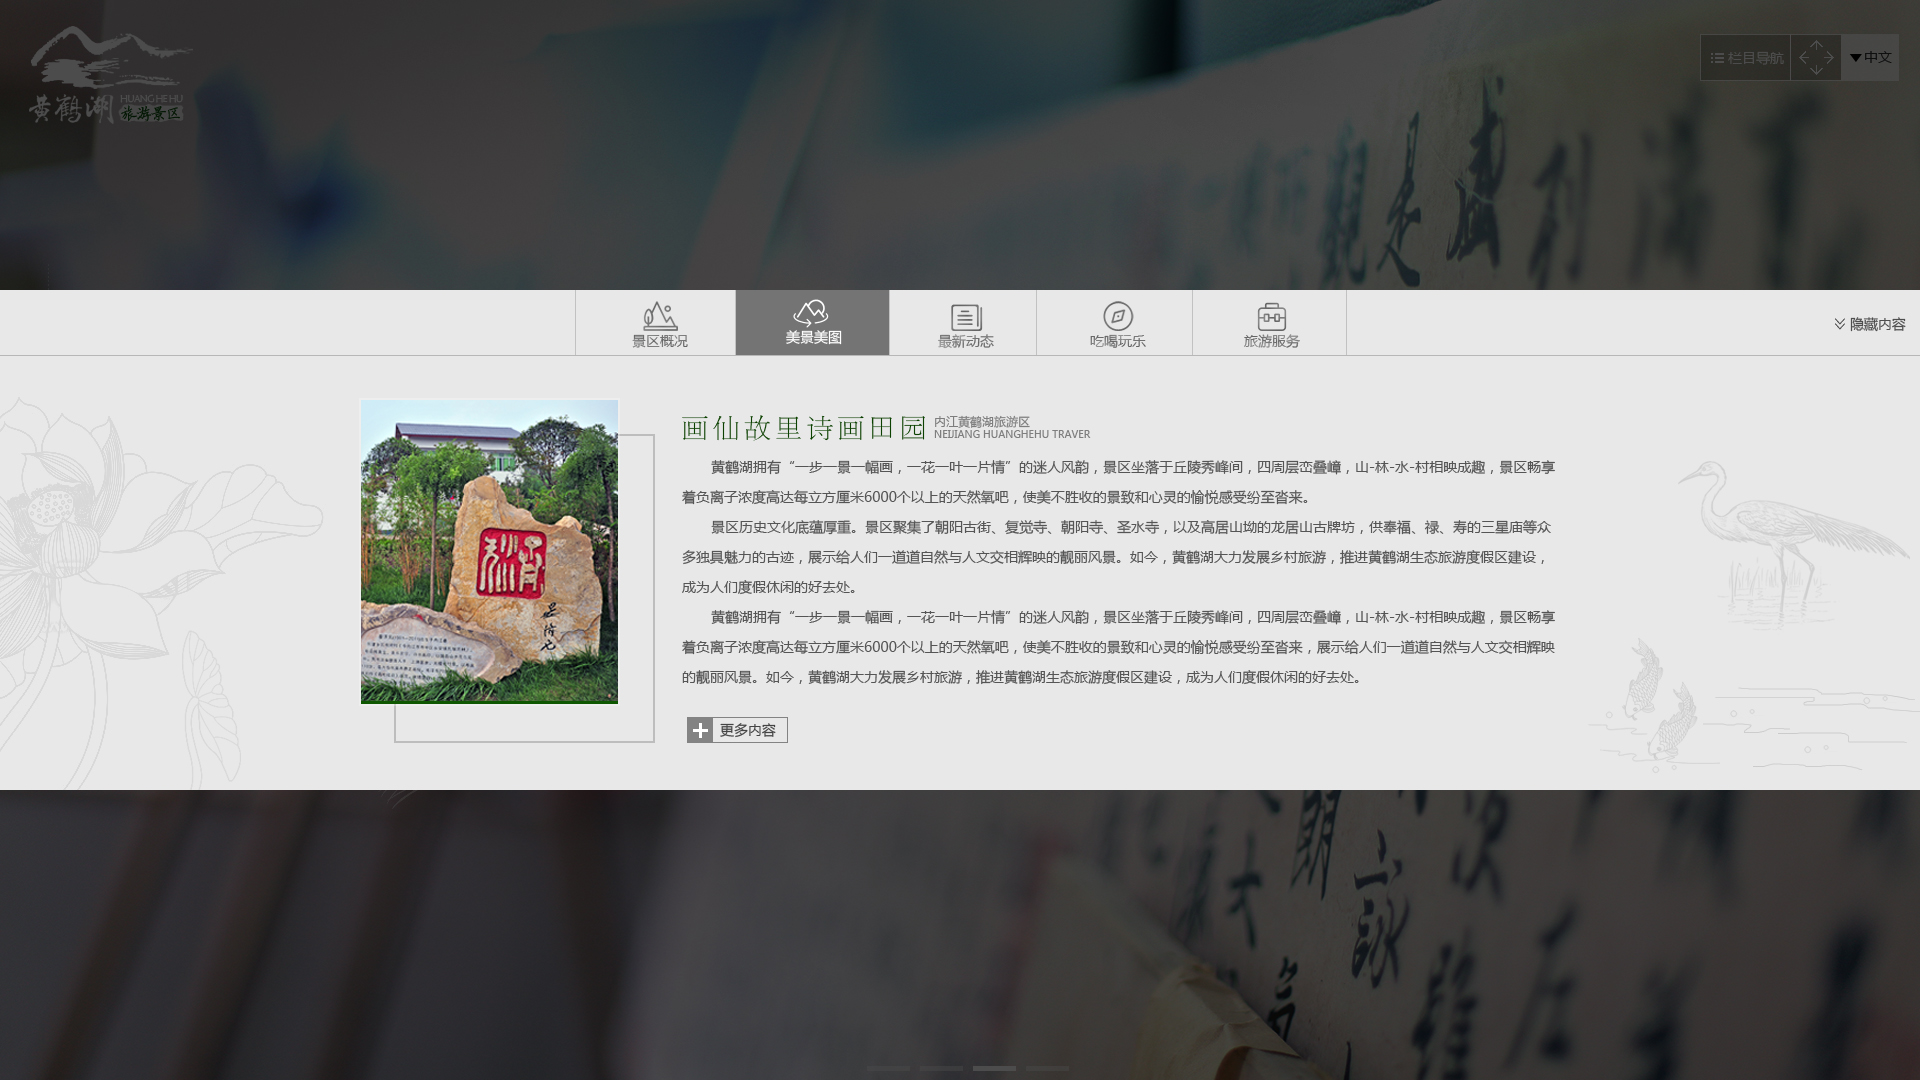 黄鹤湖
HUANGHEHU
旅游景区
栏目导航
中文
景区概况
美景美图
最新动态
吃喝玩乐
旅游服务
隐藏内容
画仙故里诗画田园
内江黄鹤湖旅游区
NEIJIANG HUANGHEHU TRAVER
黄鹤湖拥有“一步一景一幅画，一花一叶一片情”的迷人风韵，景区坐落于丘陵秀峰间，四周层峦叠嶂，山-林-水-村相映成趣，景区畅享
着负离子浓度高达每立方厘米6000个以上的天然氧吧，使美不胜收的景致和心灵的愉悦感受纷至沓来。
景区历史文化底蕴厚重。景区聚集了朝阳古街、复觉寺、朝阳寺、圣水寺，以及高居山坳的龙居山古牌坊，供奉福、禄、寿的三星庙等众
多独具魅力的古迹，展示给人们一道道自然与人文交相辉映的靓丽风景。如今，黄鹤湖大力发展乡村旅游，推进黄鹤湖生态旅游度假区建设，
成为人们度假休闲的好去处。
黄鹤湖拥有“一步一景一幅画，一花一叶一片情”的迷人风韵，景区坐落于丘陵秀峰间，四周层峦叠嶂，山-林-水-村相映成趣，景区畅享
着负离子浓度高达每立方厘米6000个以上的天然氧吧，使美不胜收的景致和心灵的愉悦感受纷至沓来，展示给人们一道道自然与人文交相辉映
的靓丽风景。如今，黄鹤湖大力发展乡村旅游，推进黄鹤湖生态旅游度假区建设，成为人们度假休闲的好去处。
更多内容